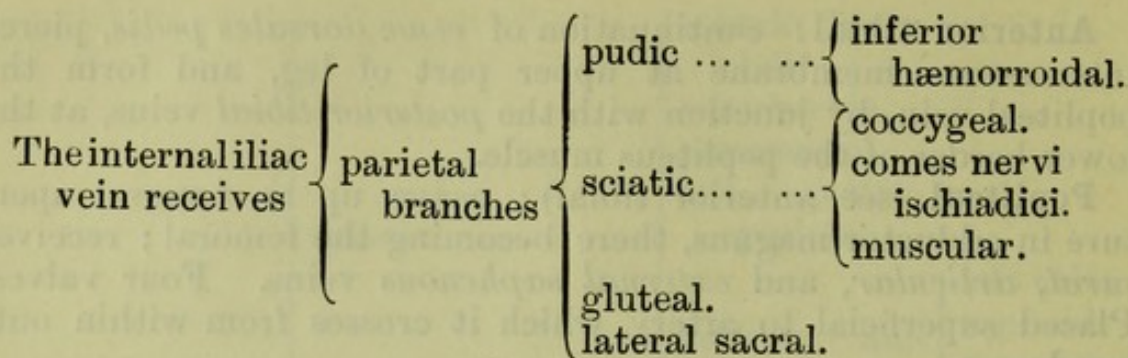 The internal iliac
vein receives
parietal
branches
pudic ... ...
inferior
hæmorroidal.
sciatic... ...
coccygeal.
comes nervi
ischiadici.
muscular.
gluteal.
lateral sacral.